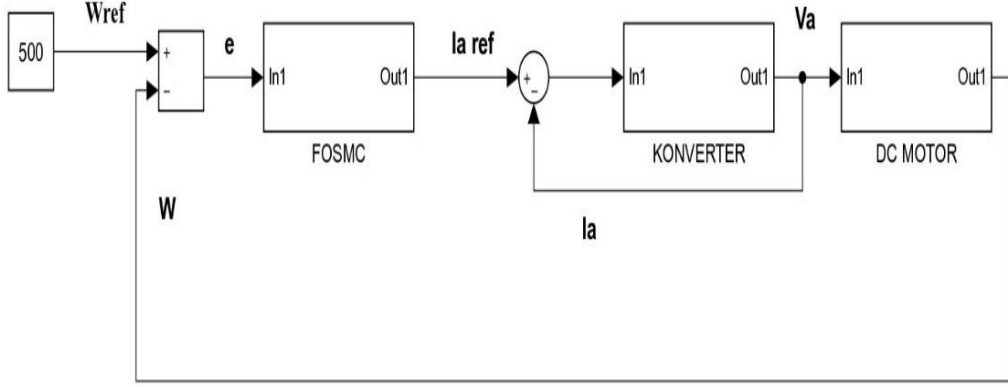 Wref
500
+
−
e
In1
Out1
FOSMC
Ia ref
+
−
In1
Out1
KONVERTER
Va
In1
Out1
DC MOTOR
W
Ia